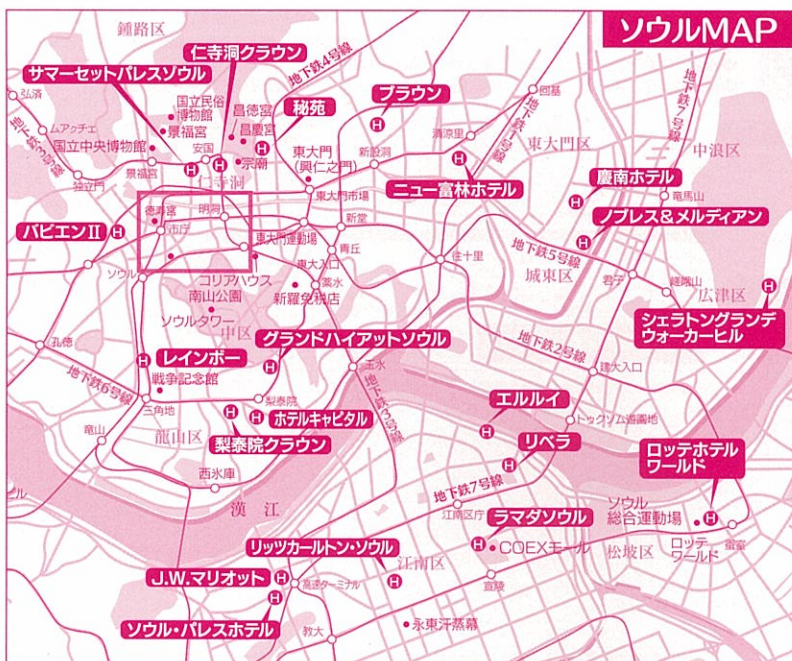 ソウルMAP
鍾路区
仁寺洞クラウン
サマーセットパレスソウル
地下鉄4号線
弘済
地下鉄3号線
ムアクチェ
独立門
国立民俗
博物館
景福宮
国立中央博物館
景福宮
安国
仁寺洞
昌徳宮
昌慶宮
宗廟
秘苑
ブラウン
東大門
(興仁之門)
新設洞
清涼里
回基
地下鉄1号線
東大門区
地下鉄7号線
中浪区
ニュー富林ホテル
慶南ホテル
竜馬山
ノブレス&メルディアン
東大門市場
バビエンⅡ
徳寿宮
市庁
明洞
東大門運動場
新堂
青丘
往十里
地下鉄5号線
城東区
君子
峨嵯山
広津区
シェラトングランデ
ウォーカーヒル
ソウル
コリアハウス
南山公園
東大入口
薬水
新羅免税店
ソウルタワー
中区
グランドハイアットソウル
孔徳
地下鉄6号線
レインボー
戦争記念館
三角地
梨泰院
ホテルキャピタル
梨泰院クラウン
竜山
龍山区
西氷庫
漢江
玉水
地下鉄3号線
地下鉄2号線
建大入口
トゥクソム遊園地
エルルイ
リベラ
地下鉄7号線
江南区庁
ラマダソウル
COEXモール
ロッテホテル
ワールド
ソウル
総合運動場
ロッテ
ワールド
蚕室
松坡区
リッツカールトン・ソウル
江南区
宣陵
J.W.マリオット
高速ターミナル
ソウル・パレスホテル
教大
永東汗蒸幕